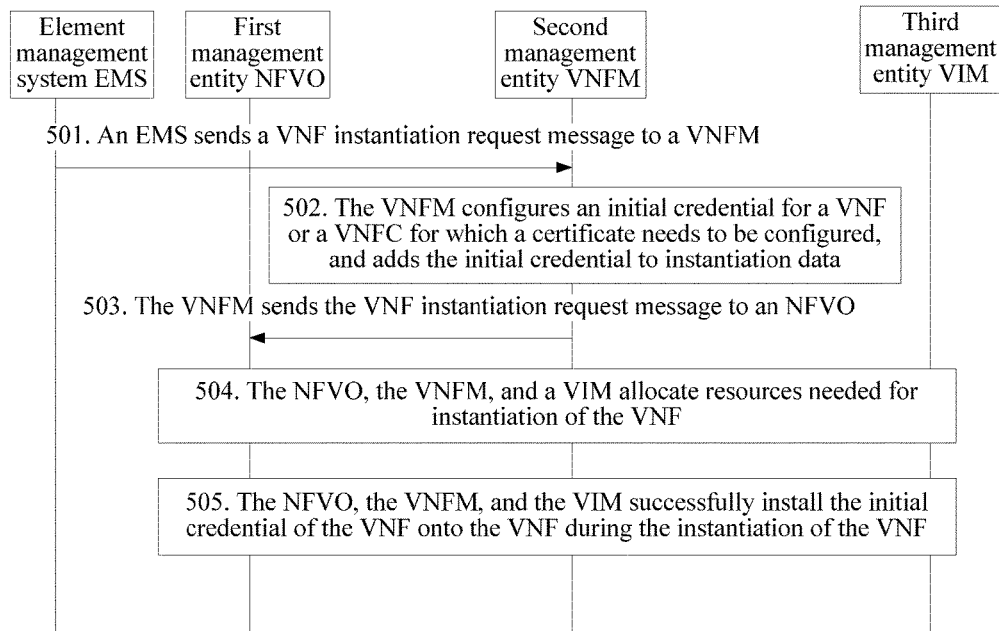 Element
management
system EMS
First
management
entity NFVO
Second
management
entity VNFM
Third
management
entity VIM
501. An EMS sends a VNF instantiation request message to a VNFM
502. The VNFM configures an initial credential for a VNF
or a VNFC for which a certificate needs to be configured,
and adds the initial credential to instantiation data
503. The VNFM sends the VNF instantiation request message to an NFVO
504. The NFVO, the VNFM, and a VIM allocate resources needed for
instantiation of the VNF
505. The NFVO, the VNFM, and the VIM successfully install the initial
credential of the VNF onto the VNF during the instantiation of the VNF